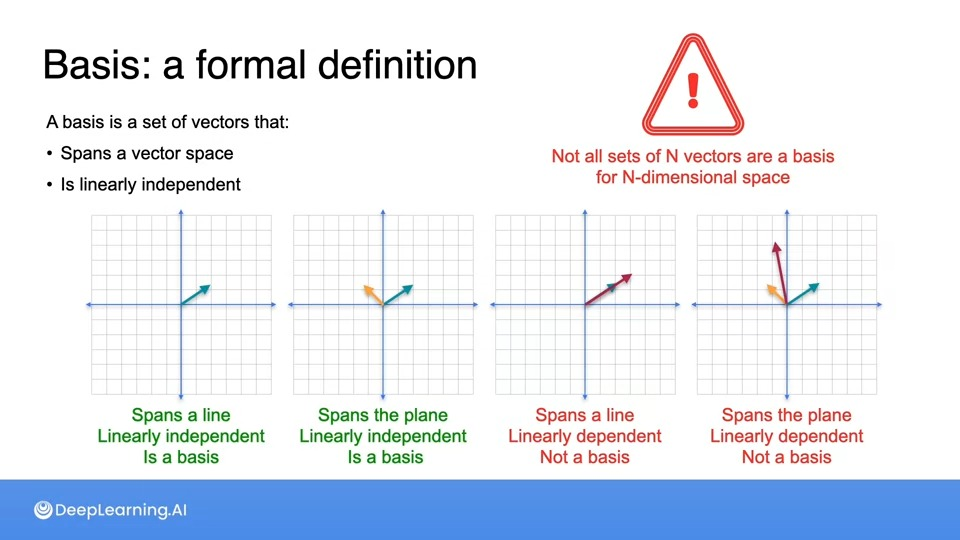 Basis: a formal definition
A basis is a set of vectors that:
• Spans a vector space
• Is linearly independent
!
Not all sets of N vectors are a basis
for N-dimensional space
Spans a line
Linearly independent
Is a basis
Spans the plane
Linearly independent
Is a basis
Spans a line
Linearly dependent
Not a basis
Spans the plane
Linearly dependent
Not a basis
DeepLearning.AI